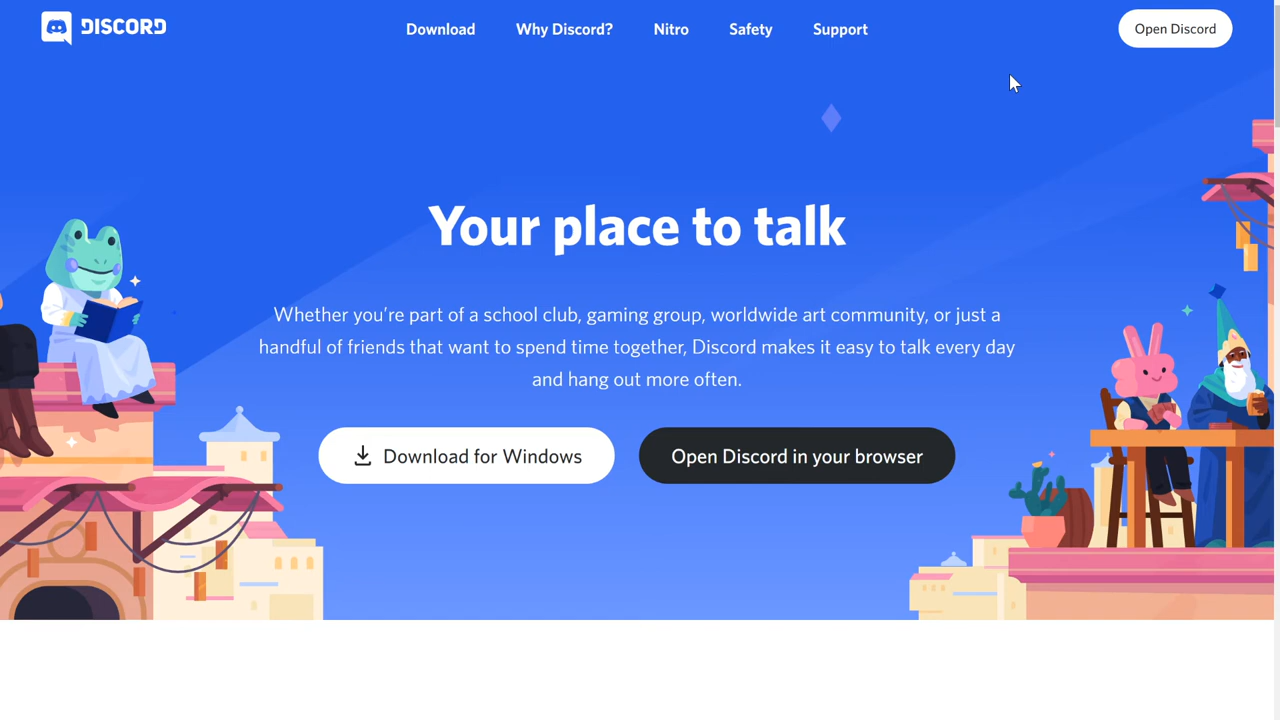 DISCORD
Download
Why Discord?
Nitro
Safety
Support
Open Discord
Your place to talk
Whether you’re part of a school club, gaming group, worldwide art community, or just a
handful of friends that want to spend time together, Discord makes it easy to talk every day
and hang out more often.
Download for Windows
Open Discord in your browser